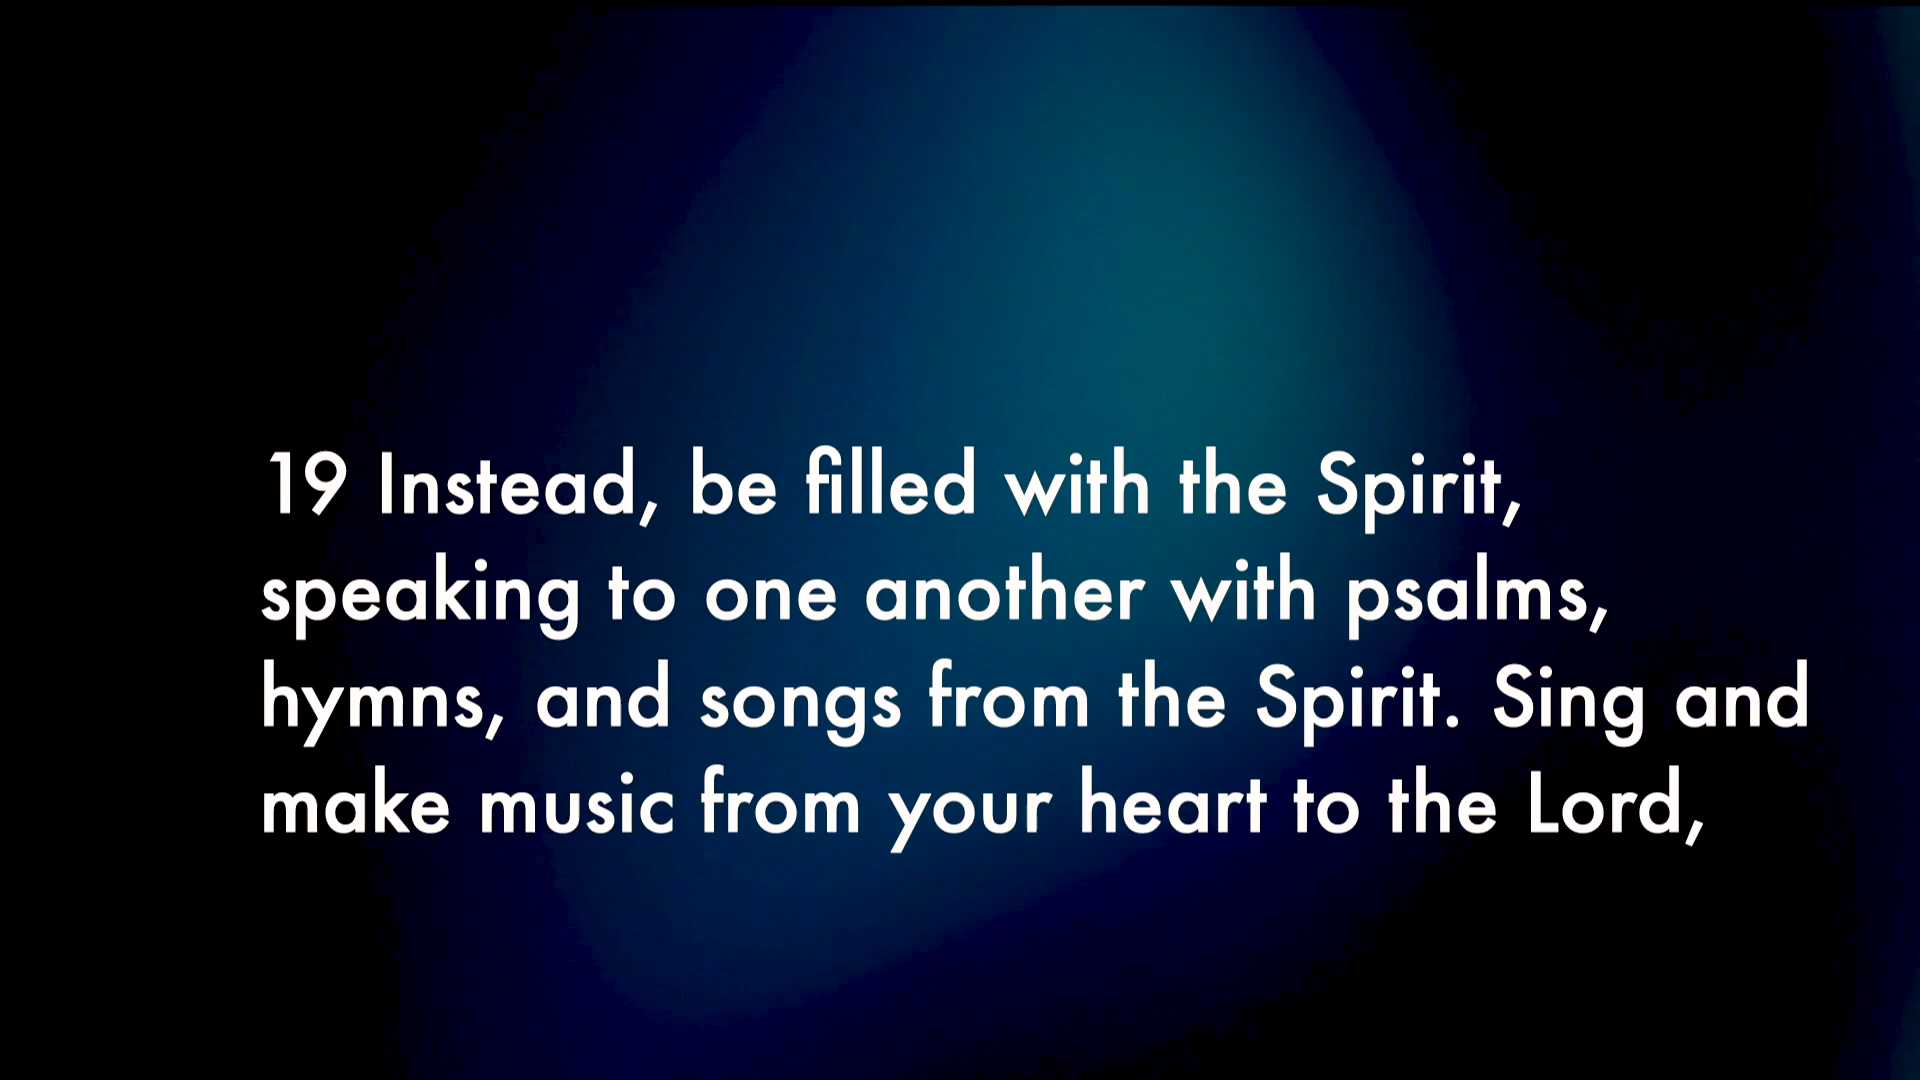 19 Instead, be filled with the Spirit,
speaking to one another with psalms,
hymns, and songs from the Spirit. Sing and
make music from your heart to the Lord,